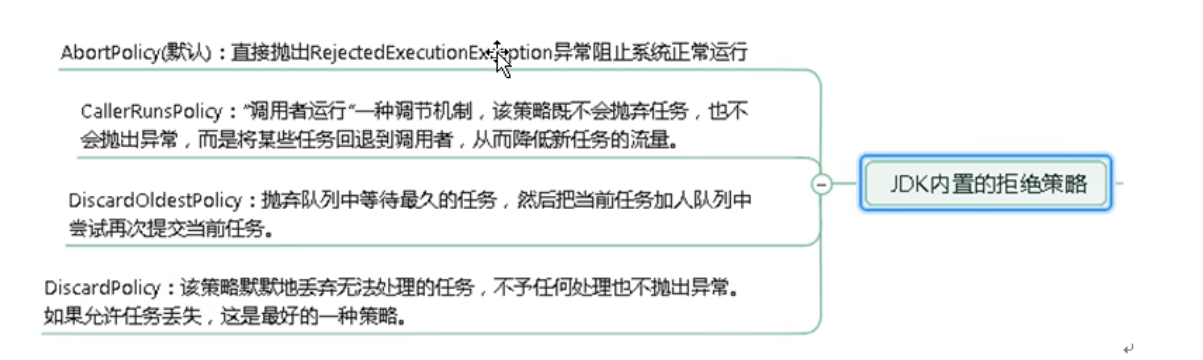 AbortPolicy(默认)：直接抛出RejectedExecutionException异常阻止系统正常运行
CallerRunsPolicy："调用者运行"一种调节机制，该策略既不会抛弃任务，也不
会抛出异常，而是将某些任务回退到调用者，从而降低新任务的流量。
JDK内置的拒绝策略
DiscardOldestPolicy：抛弃队列中等待最久的任务，然后把当前任务加人队列中
尝试再次提交当前任务。
DiscardPolicy：该策略默默地丢弃无法处理的任务，不予任何处理也不抛出异常。
如果允许任务丢失，这是最好的一种策略。